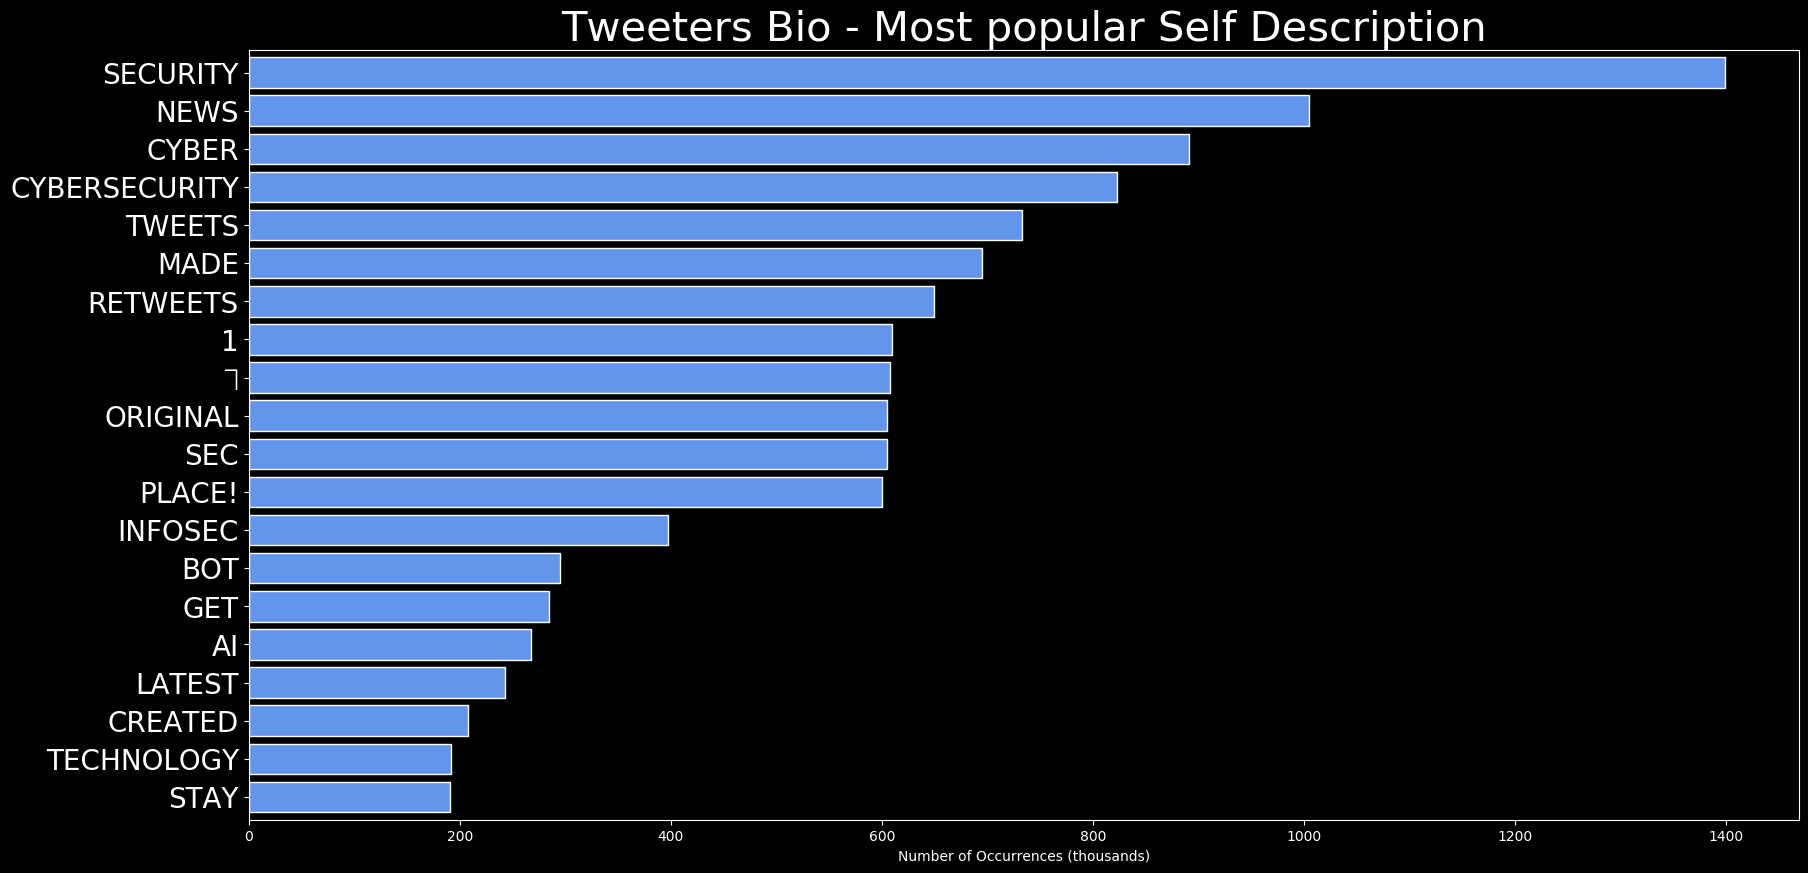 Tweeters Bio - Most popular Self Description
SECURITY
NEWS
CYBER
CYBERSECURITY
TWEETS
MADE
RETWEETS
1
ORIGINAL
SEC
PLACE!
INFOSEC
BOT
GET
AI
LATEST
CREATED
TECHNOLOGY
STAY
0 200 400 600 800 1000 1200 1400
Number of Occurrences (thousands)